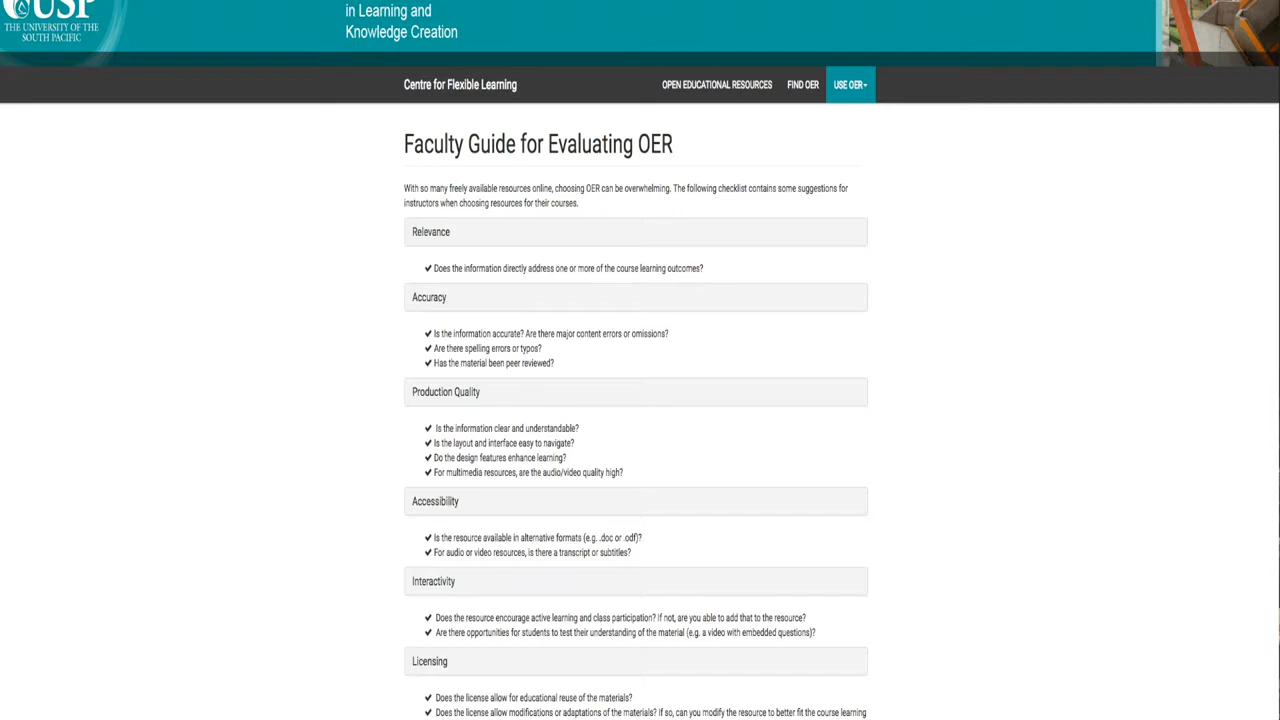 USP
THE UNIVERSITY OF THE
SOUTH PACIFIC
in Learning and
Knowledge Creation
Centre for Flexible Learning
OPEN EDUCATIONAL RESOURCES
FIND OER
USE OER
Faculty Guide for Evaluating OER
With so many freely available resources online, choosing OER can be overwhelming. The following checklist contains some suggestions for
instructors when choosing resources for their courses.
Relevance
✔ Does the information directly address one or more of the course learning outcomes?
Accuracy
✔ Is the information accurate? Are there major content errors or omissions?
✔ Are there spelling errors or typos?
✔ Has the material been peer reviewed?
Production Quality
✔ Is the information clear and understandable?
✔ Is the layout and interface easy to navigate?
✔ Do the design features enhance learning?
✔ For multimedia resources, are the audio/video quality high?
Accessibility
✔ Is the resource available in alternative formats (e.g. .doc or .odf)?
✔ For audio or video resources, is there a transcript or subtitles?
Interactivity
✔ Does the resource encourage active learning and class participation? If not, are you able to add that to the resource?
✔ Are there opportunities for students to test their understanding of the material (e.g. a video with embedded questions)?
Licensing
✔ Does the license allow for educational reuse of the materials?
✔ Does the license allow modifications or adaptations of the materials? If so, can you modify the resource to better fit the course learning